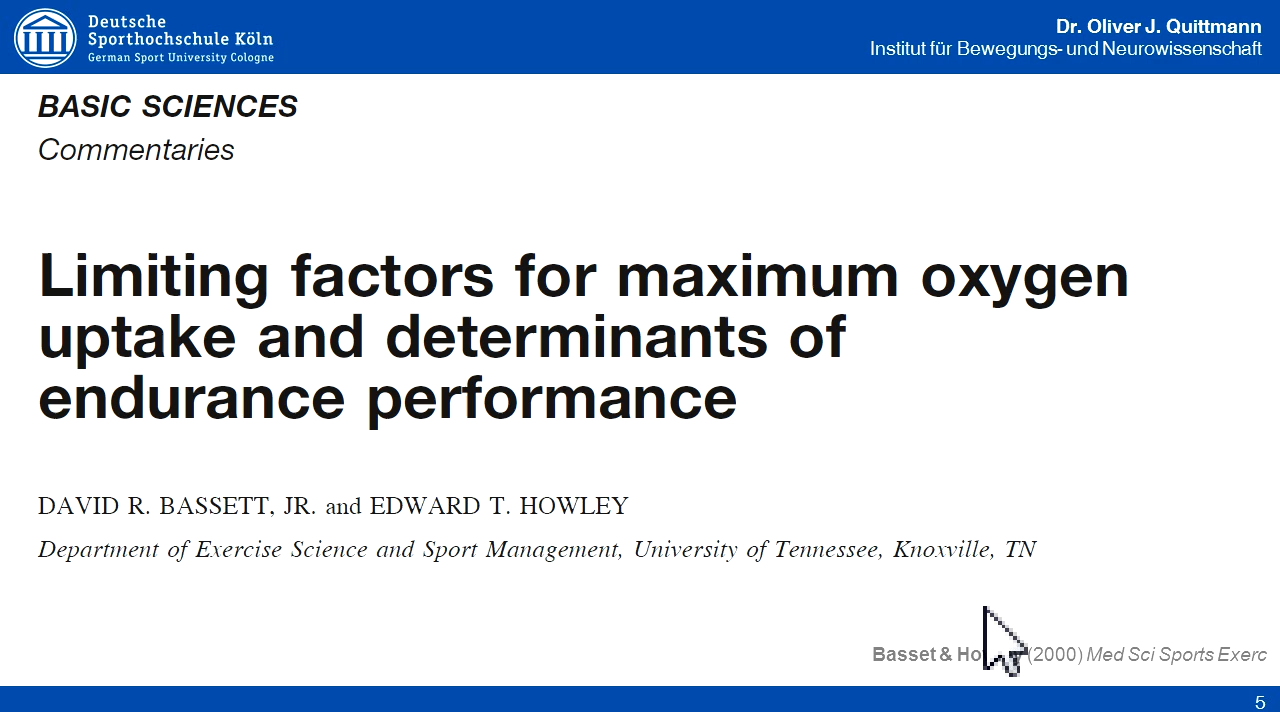 Deutsche
Sporthochschule Köln
German Sport University Cologne
Dr. Oliver J. Quittmann
Institut für Bewegungs- und Neurowissenschaft
BASIC SCIENCES
Commentaries
Limiting factors for maximum oxygen
uptake and determinants of
endurance performance
DAVID R. BASSETT, JR. and EDWARD T. HOWLEY
Department of Exercise Science and Sport Management, University of Tennessee, Knoxville, TN
Basset & (2000) Med Sci Sports Exerc
5